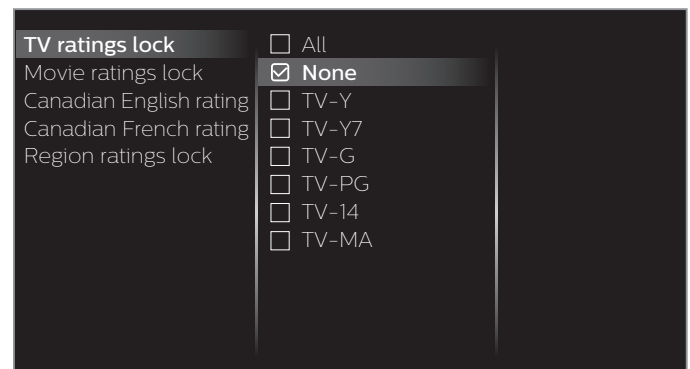 TV ratings lock
Movie ratings lock
Canadian English rating
Canadian French rating
Region ratings lock
All
None
TV-Y
TV-Y7
TV-G
TV-PG
TV-14
TV-MA